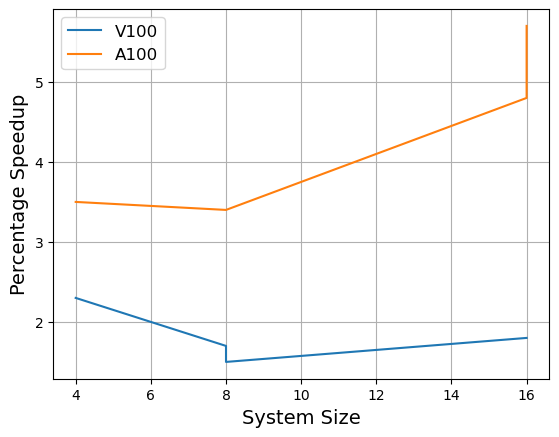 V100
A100
5
4
3
2
Percentage Speedup
4 6 8 10 12 14 16
System Size